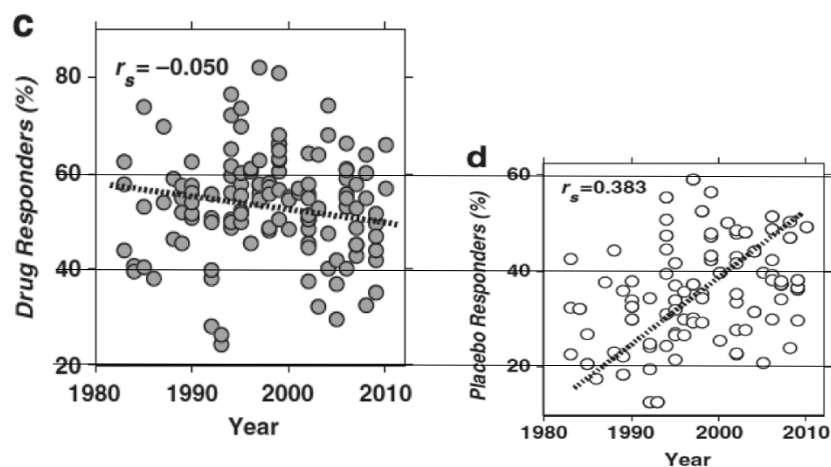 c
r_s = −0.050
Drug Responders (%)
80
60
40
20
1980
1990
2000
2010
Year
d
r_s=0.383
Placebo Responders (%)
60
40
20
1980
1990
2000
2010
Year